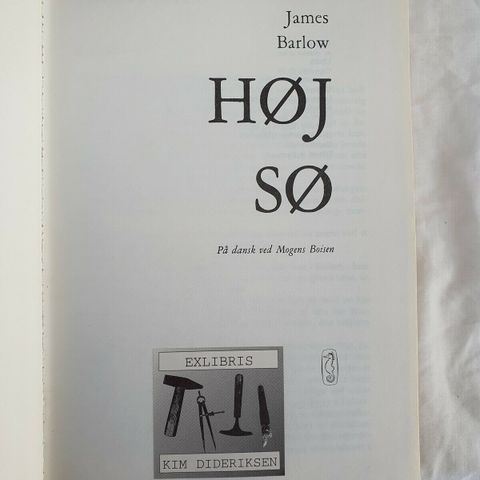 James
Barlow
HØJ
SØ
På dansk ved Mogens Boisen
EXLIBRIS
KIM DIDERIKSEN